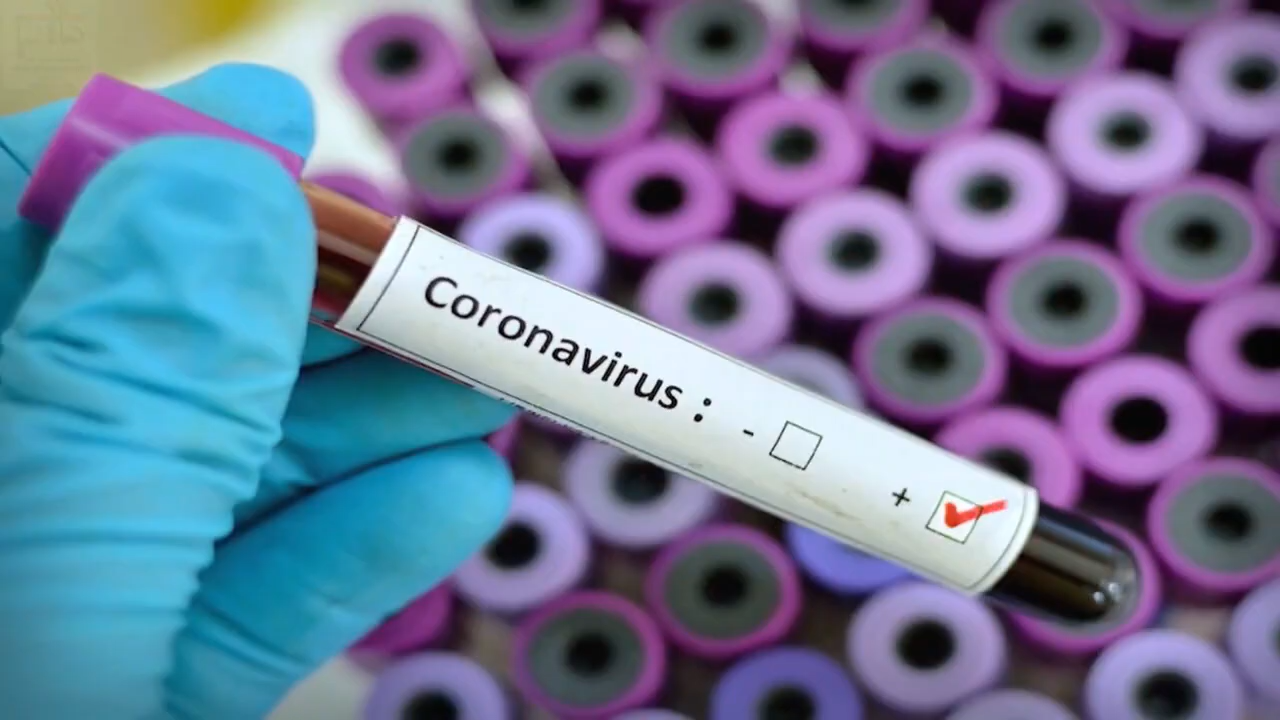 Coronavirus : - ☐ + ☑